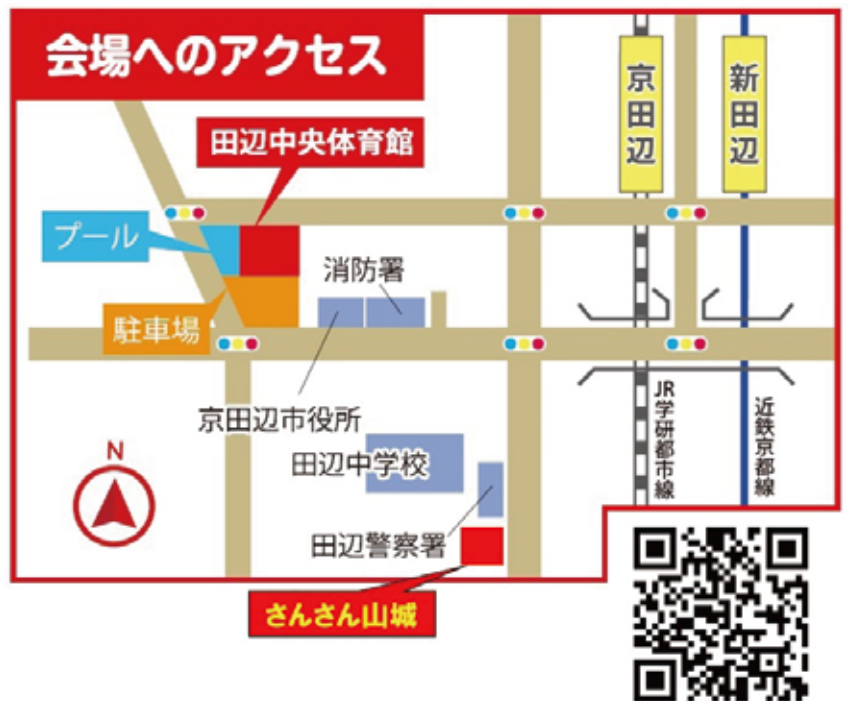 会場へのアクセス
京田辺
新田辺
田辺中央体育館
プール
消防署
駐車場
京田辺市役所
JR学研都市線
近鉄京都線
N
田辺中学校
田辺警察署
さんさん山城